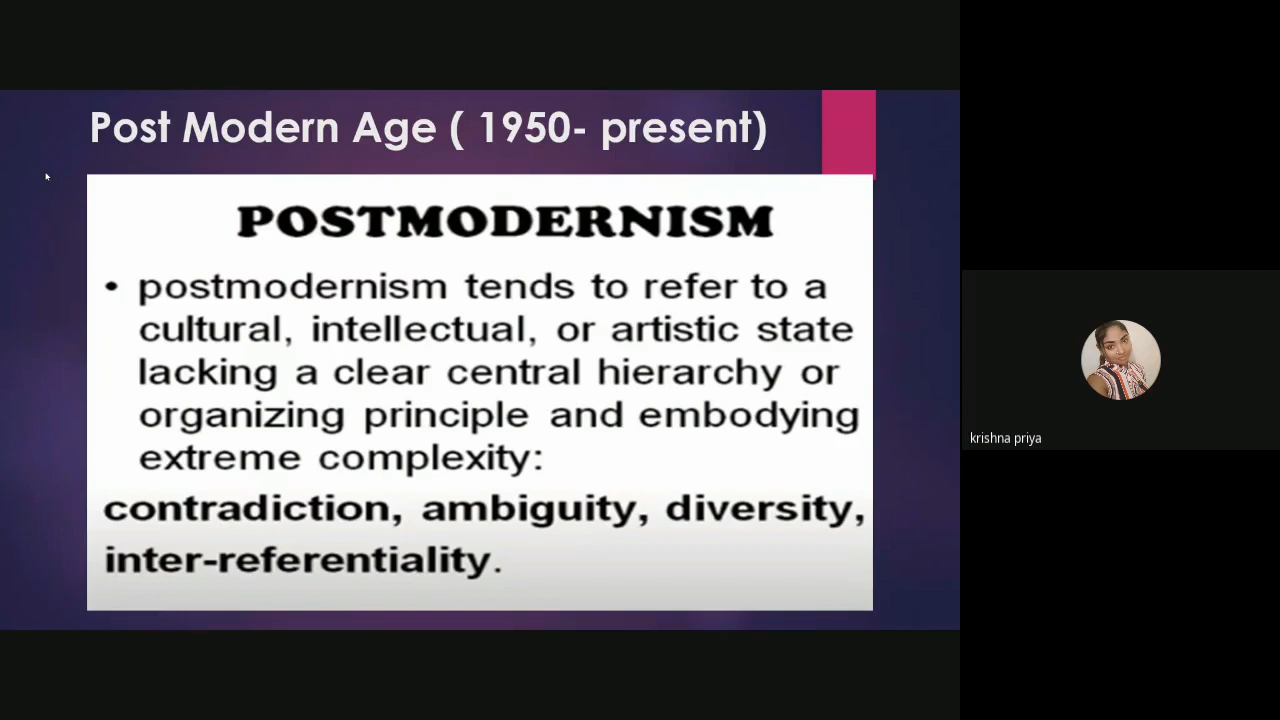 Post Modern Age ( 1950- present)
POSTMODERNISM
• postmodernism tends to refer to a
cultural, intellectual, or artistic state
lacking a clear central hierarchy or
organizing principle and embodying
extreme complexity:
contradiction, ambiguity, diversity,
inter-referentiality.
krishna priya